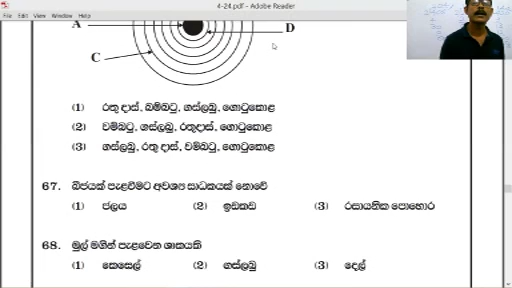 4-24.pdf - Adobe Reader
File Edit View Window Help
A
D
C
(1) රතු දාස්, බම්බටු, ගස්ලබු, ගොටුකොළ
(2) වම්බටු, ගස්ලබු, රතුදාස්, ගොටුකොළ
(3) ගස්ලබු, රතු දාස්, වම්බටු, ගොටුකොළ
67. බීජයක් පැළවීමට අවශ්‍ය සාධකයක් නොවේ
(1) ජලය (2) ඉඩකඩ (3) රසායනික පොහොර
68. මුල් මගින් පැළවෙන ශාකයකි
(1) කෙසෙල් (2) ගස්ලබු (3) දෙල්